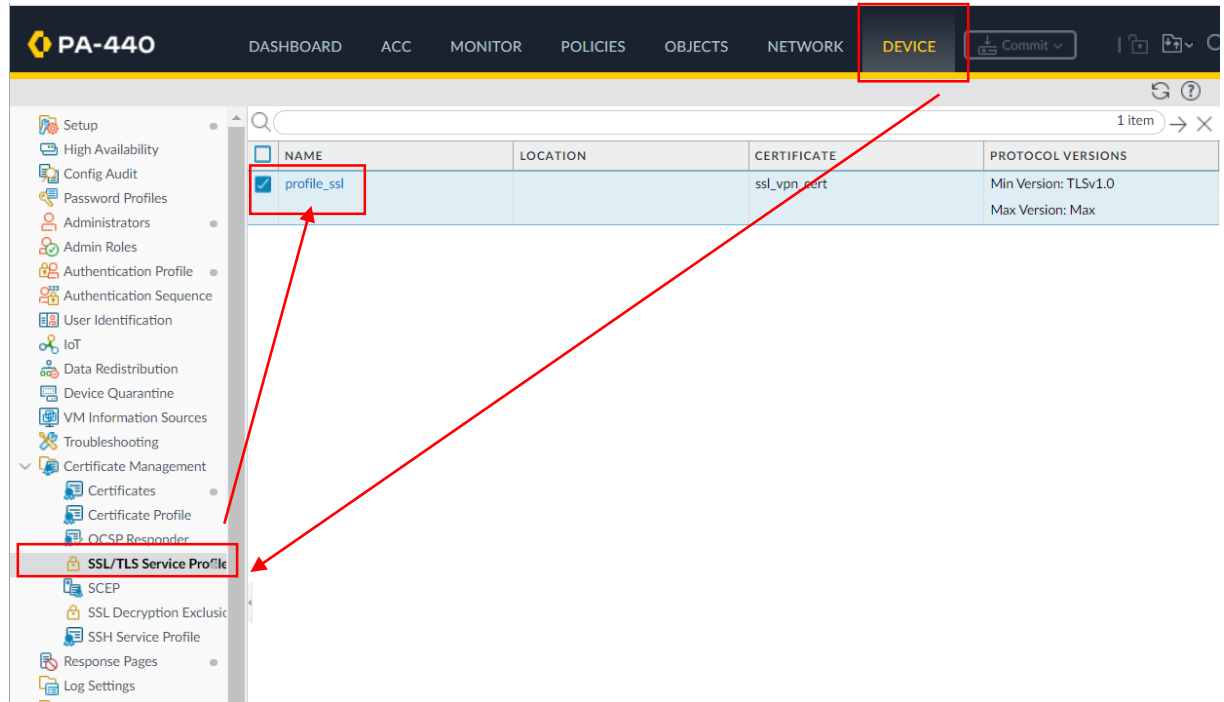 PA-440
DASHBOARD ACC MONITOR POLICIES OBJECTS NETWORK DEVICE Commit
1 item
NAME LOCATION CERTIFICATE PROTOCOL VERSIONS
profile_ssl ssl_vpn_cert Min Version: TLSv1.0
Max Version: Max
Setup
High Availability
Config Audit
Password Profiles
Administrators
Admin Roles
Authentication Profile
Authentication Sequence
User Identification
IoT
Data Redistribution
Device Quarantine
VM Information Sources
Troubleshooting
Certificate Management
Certificates
Certificate Profile
OCSP Responder
SSL/TLS Service Profile
SCEP
SSL Decryption Exclusic
SSH Service Profile
Response Pages
Log Settings